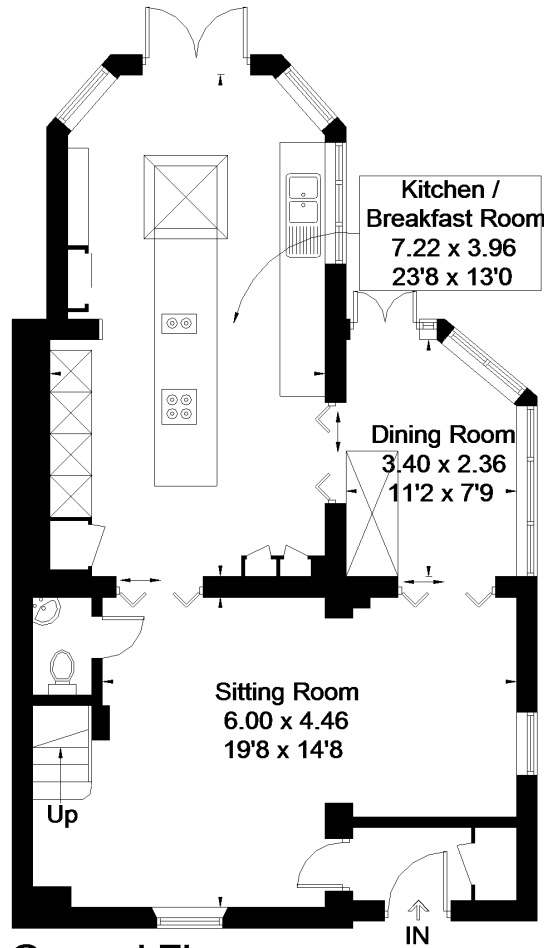 Kitchen /
Breakfast Room
7.22 x 3.96
23'8 x 13'0
Dining Room
3.40 x 2.36
11'2 x 7'9
Sitting Room
6.00 x 4.46
19'8 x 14'8
Up
IN